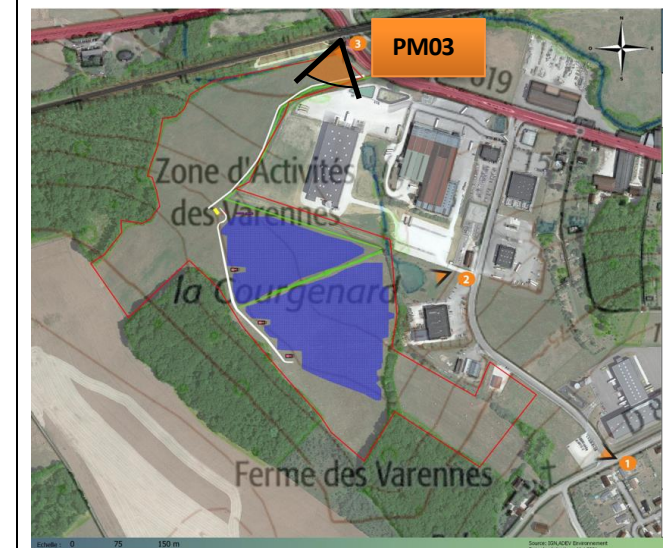 N
3
PM03
619
Zone d'Activités
des Varennes
la Courgenard
2
Ferme des Varennes
1
Echelle : 0 75 150 m
Source: IGN,ADEV Environnement